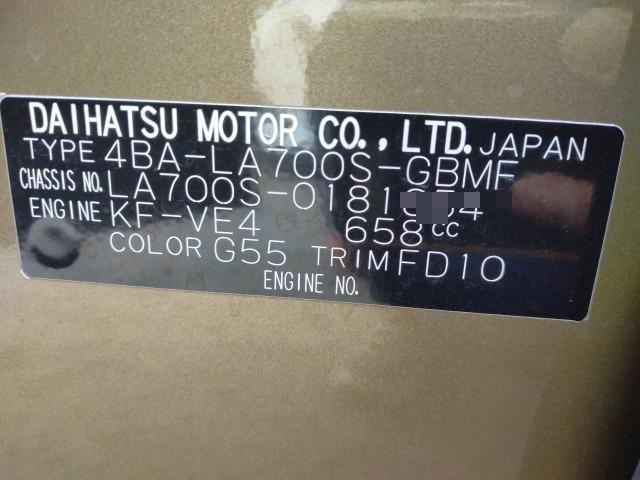 DAIHATSU MOTOR CO., LTD. JAPAN
TYPE 4BA-LA700S-GBMF
CHASSIS NO. LA700S-0181
ENGINE KF-VE4 658CC
COLOR G55 TRIM FD10
ENGINE NO.